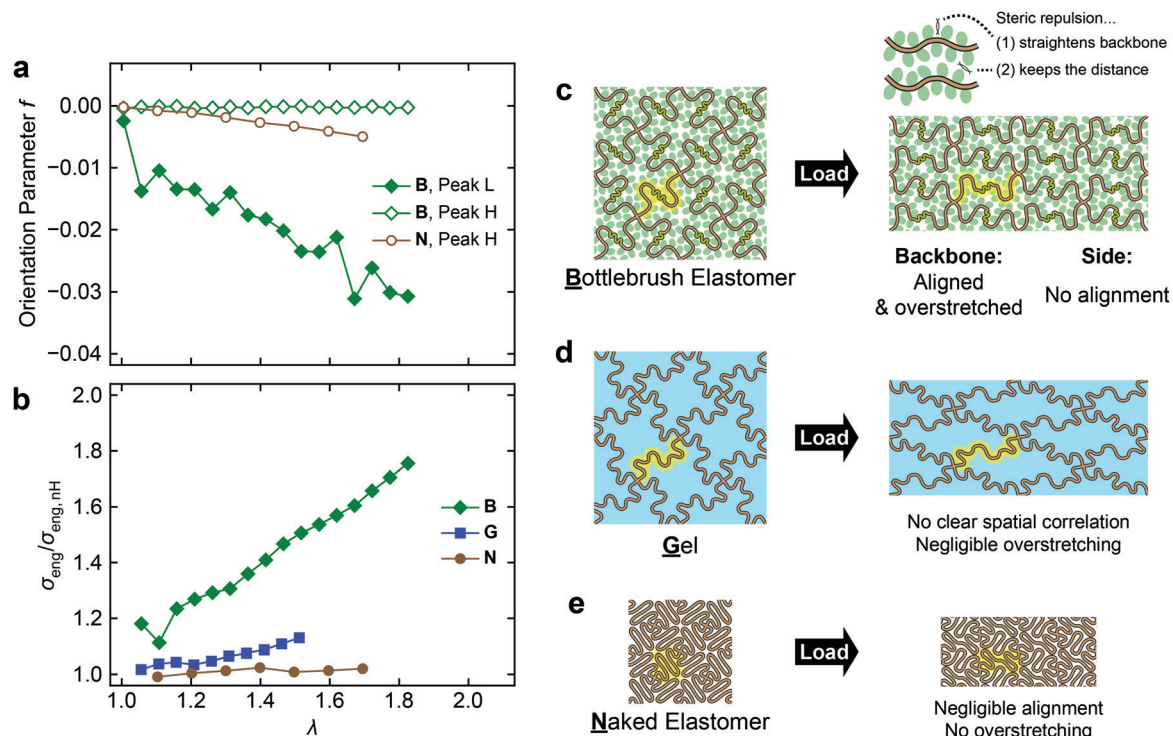 a
0.00
−0.01
−0.02
−0.03
−0.04
Orientation Parameter f
B, Peak L
B, Peak H
N, Peak H
b
2.0
1.8
1.6
1.4
1.2
1.0
σeng/σeng,nH
B
G
N
1.0 1.2 1.4 1.6 1.8 2.0
λ
Steric repulsion...
(1) straightens backbone
(2) keeps the distance
c
Load
Bottlebrush Elastomer
Backbone:
Aligned
& overstretched
Side:
No alignment
d
Load
Gel
No clear spatial correlation
Negligible overstretching
e
Load
Naked Elastomer
Negligible alignment
No overstretching